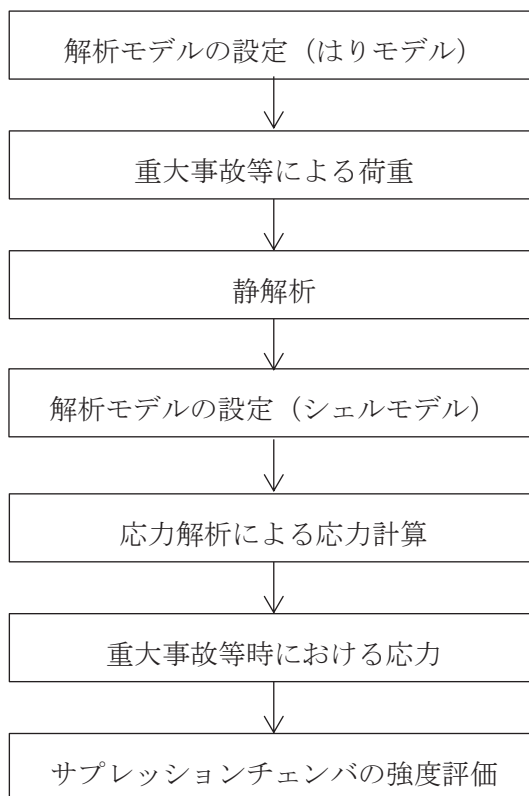 解析モデルの設定（はりモデル）
重大事故等による荷重
静解析
解析モデルの設定（シェルモデル）
応力解析による応力計算
重大事故等時における応力
サプレッションチェンバの強度評価